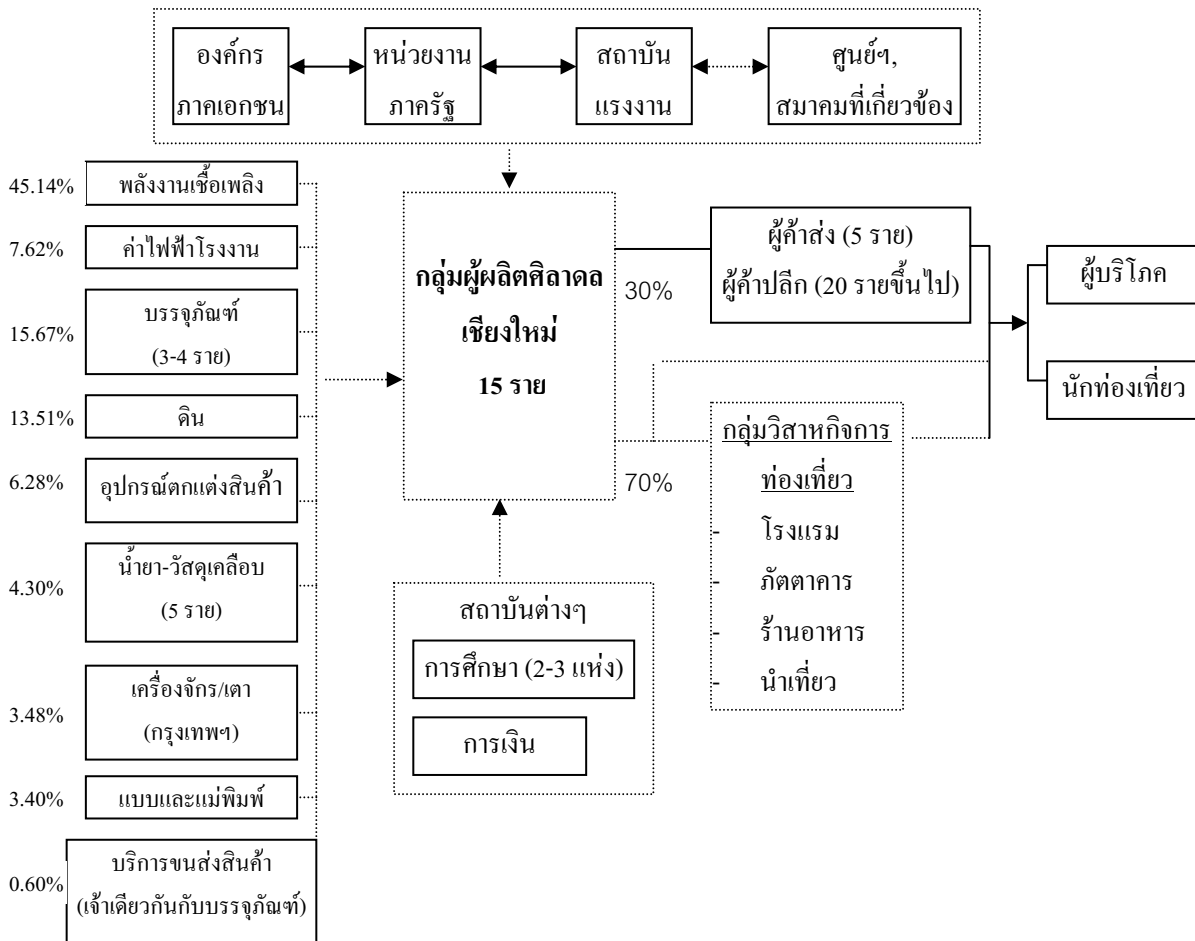 องค์กร
ภาคเอกชน
หน่วยงาน
ภาครัฐ
สถาบัน
แรงงาน
ศูนย์ฯ,
สมาคมที่เกี่ยวข้อง
45.14%
พลังงานเชื้อเพลิง
7.62%
ค่าไฟฟ้าโรงงาน
15.67%
บรรจุภัณฑ์
(3-4 ราย)
13.51%
ดิน
6.28%
อุปกรณ์ตกแต่งสินค้า
4.30%
น้ำยา-วัสดุเคลือบ
(5 ราย)
3.48%
เครื่องจักร/เตา
(กรุงเทพฯ)
3.40%
แบบและแม่พิมพ์
0.60%
บริการขนส่งสินค้า
(เจ้าเดียวกันกับบรรจุภัณฑ์)
กลุ่มผู้ผลิตศิลาดล
เชียงใหม่
15 ราย
30%
70%
สถาบันต่างๆ
การศึกษา (2-3 แห่ง)
การเงิน
ผู้ค้าส่ง (5 ราย)
ผู้ค้าปลีก (20 รายขึ้นไป)
กลุ่มวิสาหกิจการ
ท่องเที่ยว
- โรงแรม
- ภัตตาคาร
- ร้านอาหาร
- นำเที่ยว
ผู้บริโภค
นักท่องเที่ยว